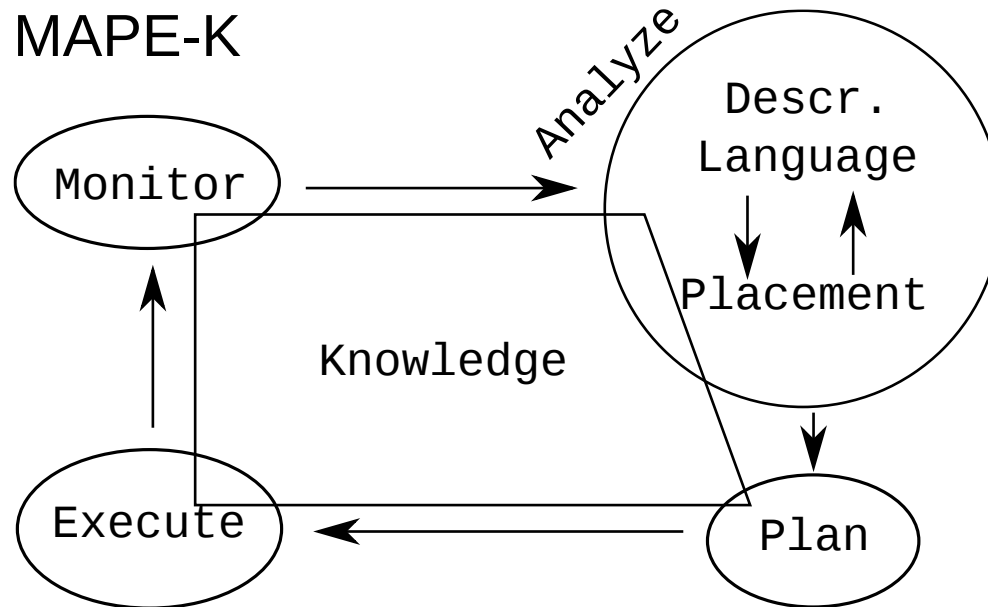 MAPE-K
Analyze
Descr.
Language
Monitor
Placement
Knowledge
Execute
Plan